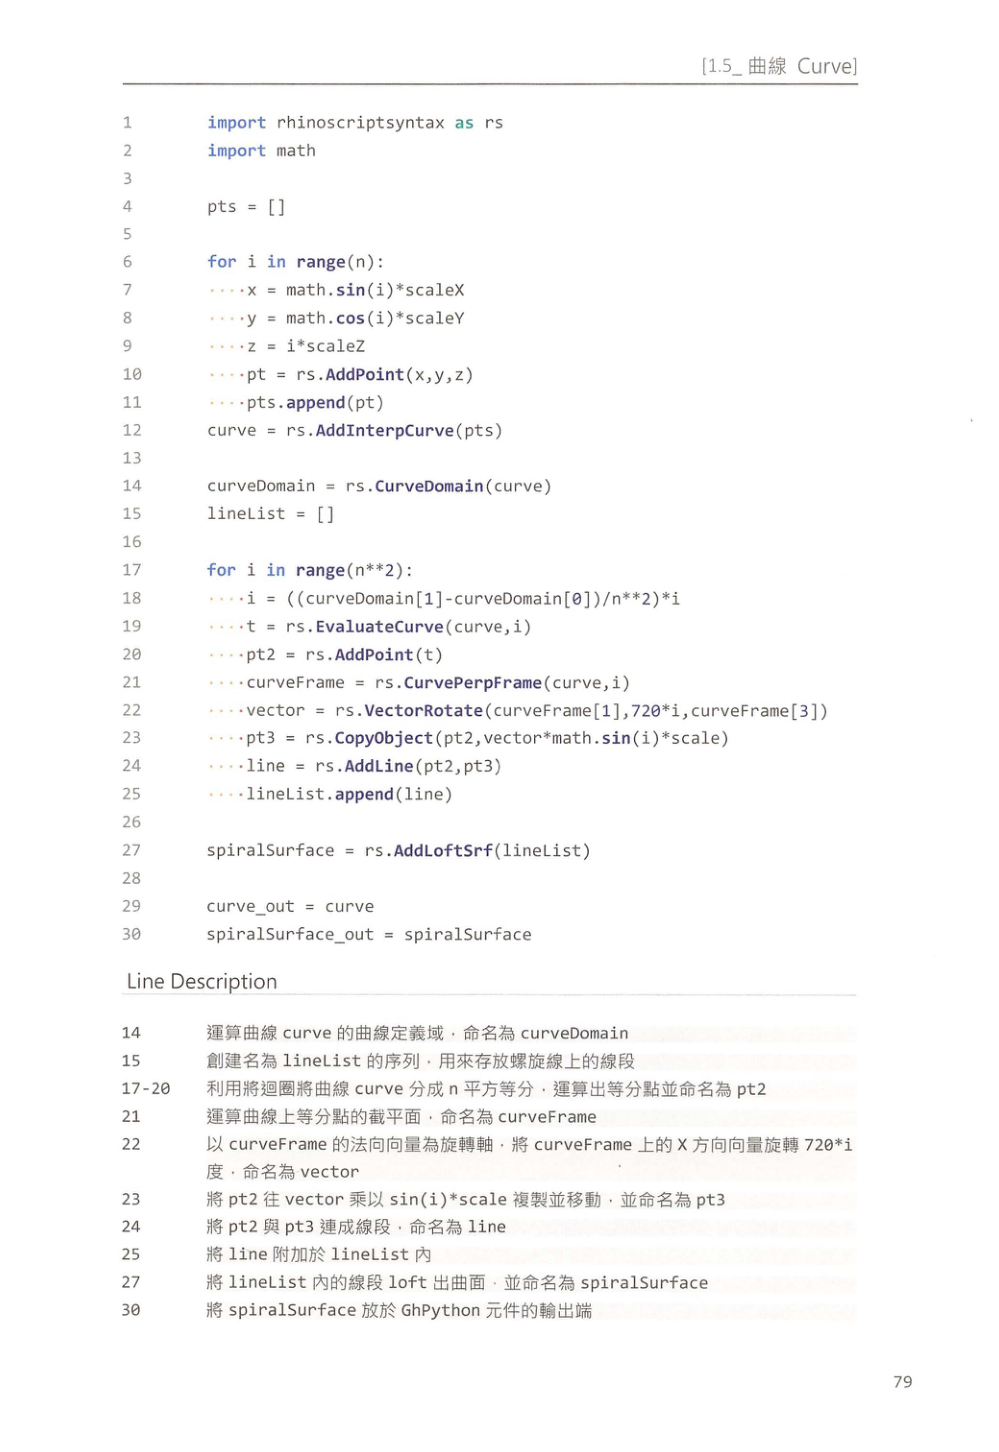 [1.5_ 曲線 Curve]
1 import rhinoscriptsyntax as rs
2 import math
3
4 pts = []
5
6 for i in range(n):
7 ····x = math.sin(i)*scaleX
8 ····y = math.cos(i)*scaleY
9 ····z = i*scaleZ
10 ····pt = rs.AddPoint(x,y,z)
11 ····pts.append(pt)
12 curve = rs.AddInterpCurve(pts)
13
14 curveDomain = rs.CurveDomain(curve)
15 lineList = []
16
17 for i in range(n**2):
18 ····i = ((curveDomain[1]-curveDomain[0])/n**2)*i
19 ····t = rs.EvaluateCurve(curve,i)
20 ····pt2 = rs.AddPoint(t)
21 ····curveFrame = rs.CurvePerpFrame(curve,i)
22 ····vector = rs.VectorRotate(curveFrame[1],720*i,curveFrame[3])
23 ····pt3 = rs.CopyObject(pt2,vector*math.sin(i)*scale)
24 ····line = rs.AddLine(pt2,pt3)
25 ····lineList.append(line)
26
27 spiralSurface = rs.AddLoftSrf(lineList)
28
29 curve_out = curve
30 spiralSurface_out = spiralSurface
Line Description
14 運算曲線 curve 的曲線定義域，命名為 curveDomain
15 創建名為 lineList 的序列，用來存放螺旋線上的線段
17-20 利用將迴圈將曲線 curve 分成 n 平方等分，運算出等分點並命名為 pt2
21 運算曲線上等分點的截平面，命名為 curveFrame
22 以 curveFrame 的法向向量為旋轉軸，將 curveFrame 上的 X 方向向量旋轉 720*i
度，命名為 vector
23 將 pt2 往 vector 乘以 sin(i)*scale 複製並移動，並命名為 pt3
24 將 pt2 與 pt3 連成線段，命名為 line
25 將 line 附加於 lineList 內
27 將 lineList 內的線段 loft 出曲面，並命名為 spiralSurface
30 將 spiralSurface 放於 GhPython 元件的輸出端
79